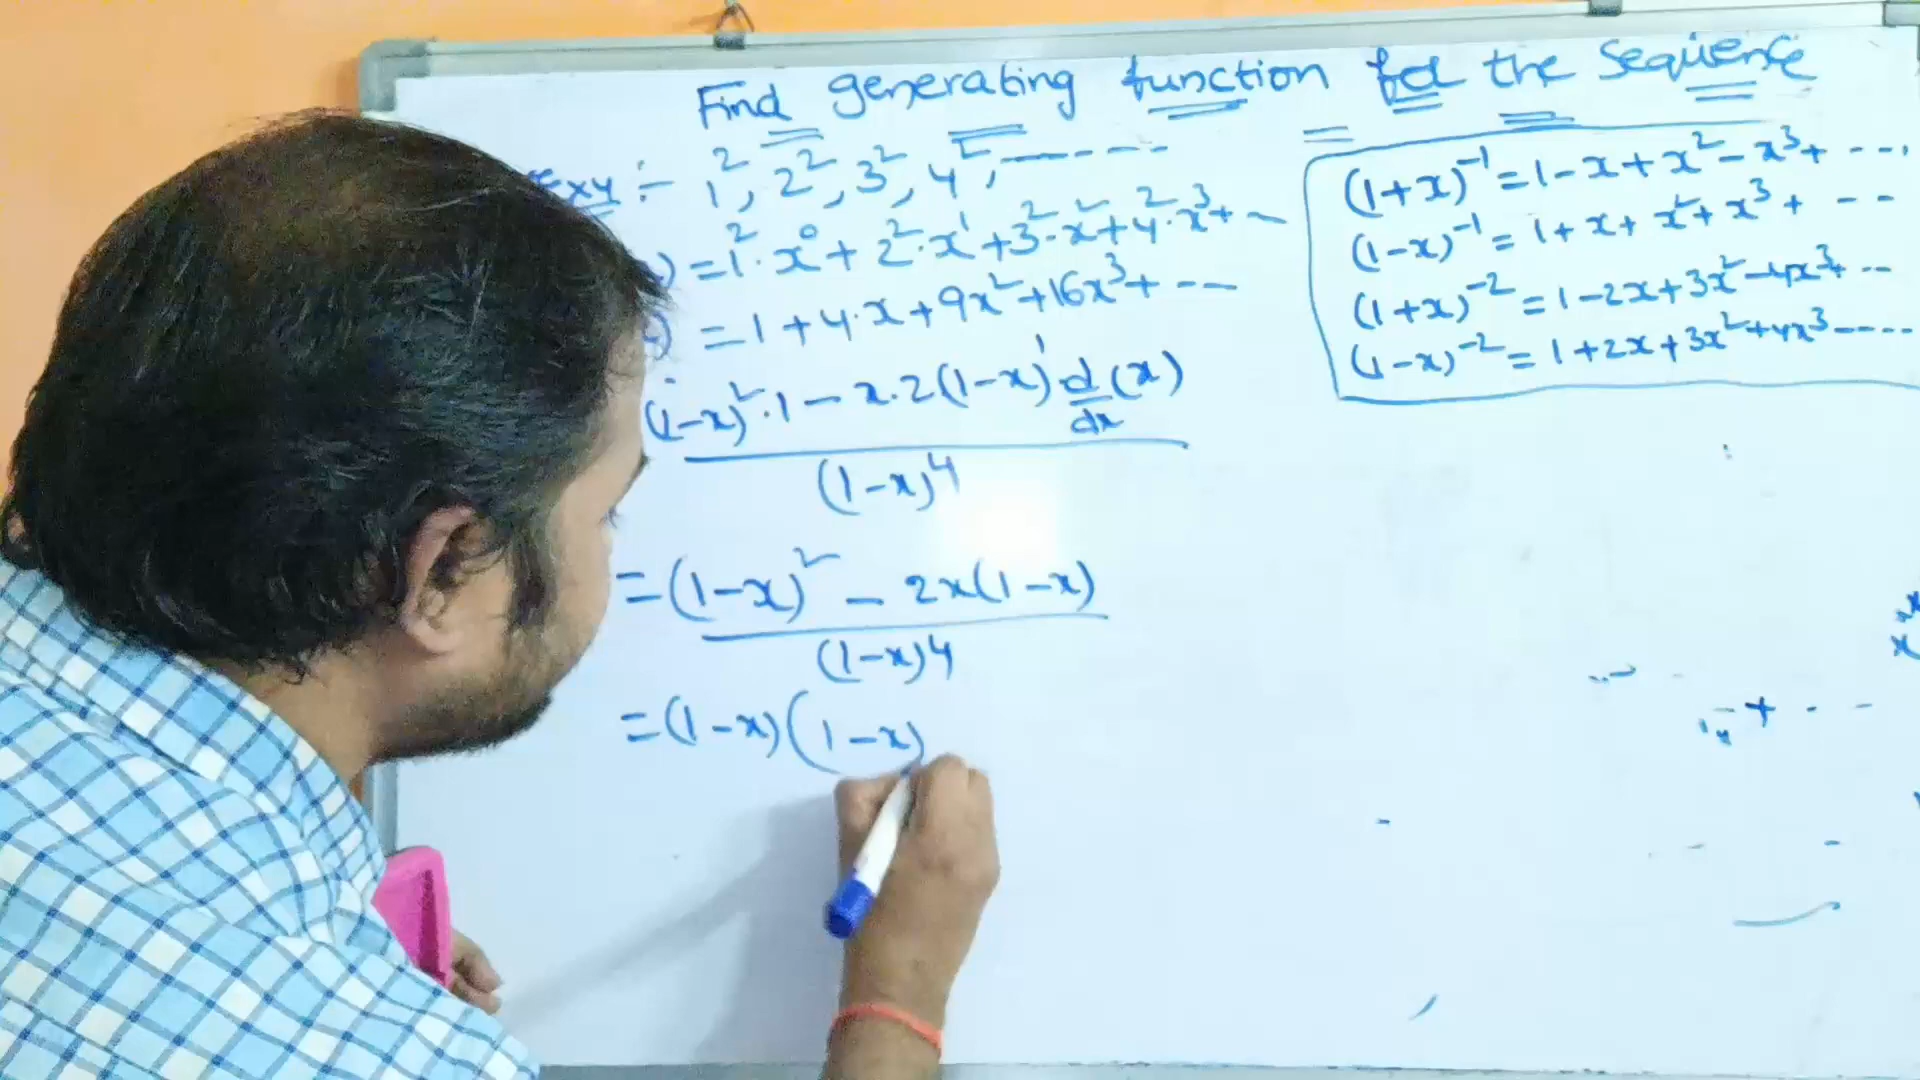 Find generating function for the sequence
Ex4 :- 1², 2², 3², 4², ------
) = 1²·x⁰ + 2²·x¹ + 3²·x² + 4²·x³ + --
) = 1 + 4·x + 9x² + 16x³ + ---
(1-x)²·1 - x·2(1-x)¹ d/dx (x)
(1-x)4
= (1-x)² - 2x(1-x)
(1-x)4
= (1-x)(1-x)
(1+x)⁻¹ = 1 - x + x² - x³ + ---.
(1-x)⁻¹ = 1 + x + x² + x³ + ---
(1+x)⁻² = 1 - 2x + 3x² - 4x³ + --
(1-x)⁻² = 1 + 2x + 3x² + 4x³ ----